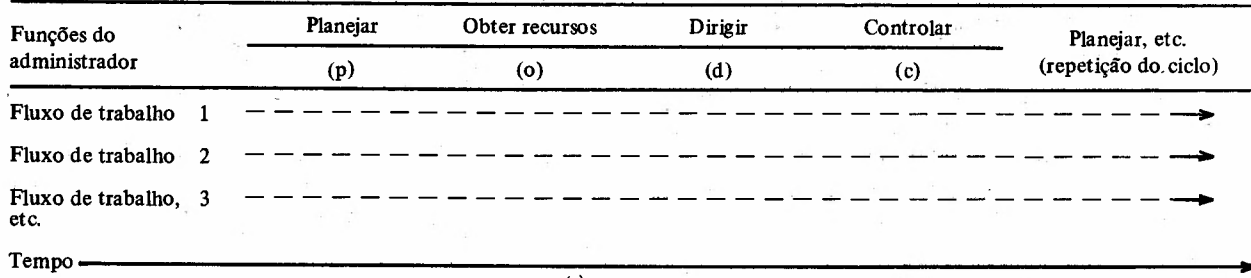 Funções do administrador Planejar Obter recursos Dirigir Controlar Planejar, etc. (repetição do ciclo)
(p) (o) (d) (c)
Fluxo de trabalho 1
Fluxo de trabalho 2
Fluxo de trabalho, etc. 3
Tempo